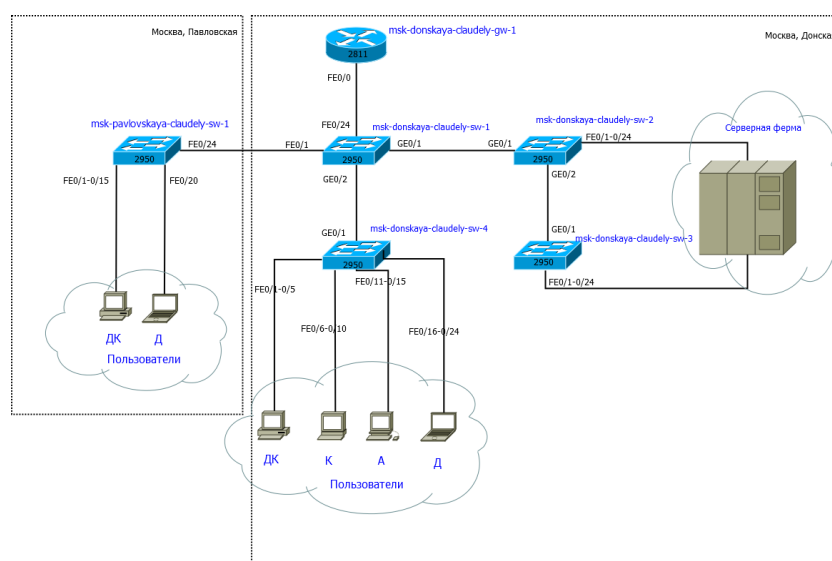 Москва, Павловская
msk-donskaya-claudely-gw-1
Москва, Донская
2811
FE0/0
msk-pavlovskaya-claudely-sw-1
FE0/24
msk-donskaya-claudely-sw-1
msk-donskaya-claudely-sw-2
Серверная ферма
2950
FE0/24
FE0/1
2950
GE0/1
GE0/1
2950
FE0/1-0/24
FE0/1-0/15
FE0/20
GE0/2
GE0/2
GE0/1
msk-donskaya-claudely-sw-4
2950
GE0/1
msk-donskaya-claudely-sw-3
2950
FE0/1-0/5
FE0/11-0/15
FE0/1-0/24
FE0/6-0/10
FE0/16-0/24
ДК
Д
Пользователи
ДК
К
А
Д
Пользователи